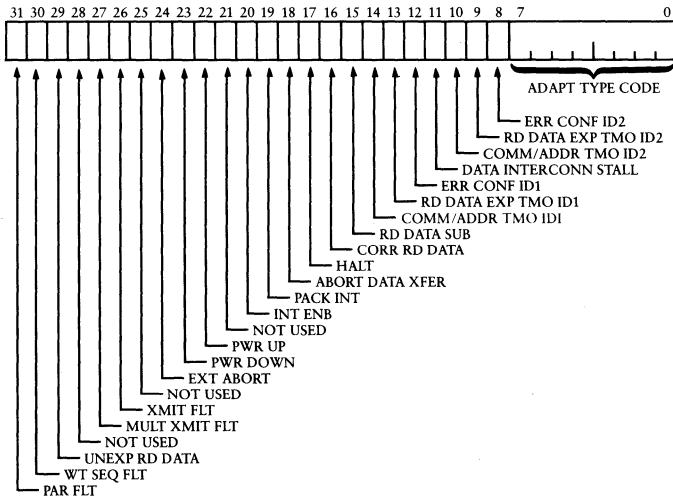 31 30 29 28 27 26 25 24 23 22 21 20 19 18 17 16 15 14 13 12 11 10 9 8 7 0
ADAPT TYPE CODE
ERR CONF ID2
RD DATA EXP TMO ID2
COMM/ADDR TMO ID2
DATA INTERCONN STALL
ERR CONF ID1
RD DATA EXP TMO ID1
COMM/ADDR TMO ID1
RD DATA SUB
CORR RD DATA
HALT
ABORT DATA XFER
PACK INT
INT ENB
NOT USED
PWR UP
PWR DOWN
EXT ABORT
NOT USED
XMIT FLT
MULT XMIT FLT
NOT USED
UNEXP RD DATA
WT SEQ FLT
PAR FLT